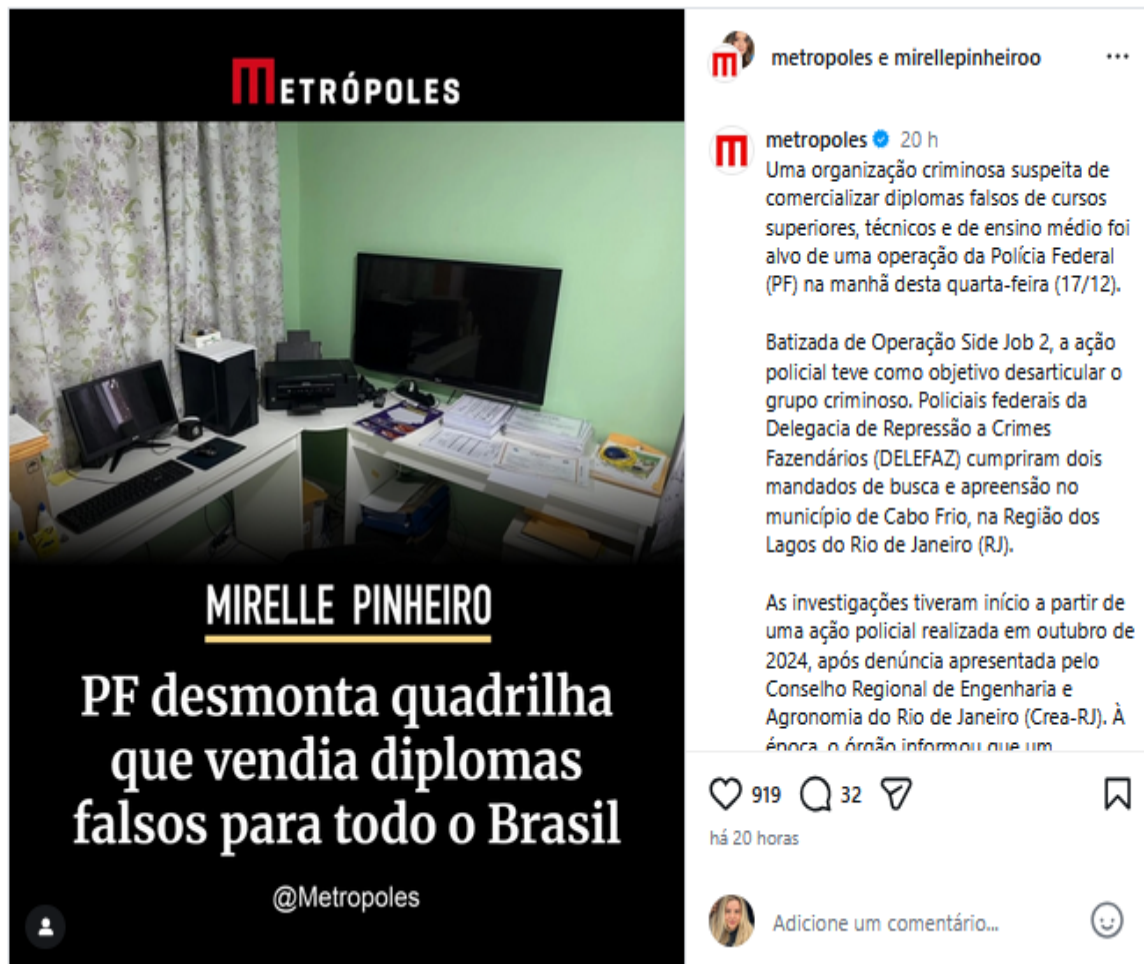 METRÓPOLES
MIRELLE PINHEIRO
PF desmonta quadrilha
que vendia diplomas
falsos para todo o Brasil
@Metropoles
metropoles e mirellepinheiroo
metropoles 20 h
Uma organização criminosa suspeita de
comercializar diplomas falsos de cursos
superiores, técnicos e de ensino médio foi
alvo de uma operação da Polícia Federal
(PF) na manhã desta quarta-feira (17/12).
Batizada de Operação Side Job 2, a ação
policial teve como objetivo desarticular o
grupo criminoso. Policiais federais da
Delegacia de Repressão a Crimes
Fazendários (DELEFAZ) cumpriram dois
mandados de busca e apreensão no
município de Cabo Frio, na Região dos
Lagos do Rio de Janeiro (RJ).
As investigações tiveram início a partir de
uma ação policial realizada em outubro de
2024, após denúncia apresentada pelo
Conselho Regional de Engenharia e
Agronomia do Rio de Janeiro (Crea-RJ). À
época, o órgão informou que um
919 32
há 20 horas
Adicione um comentário...